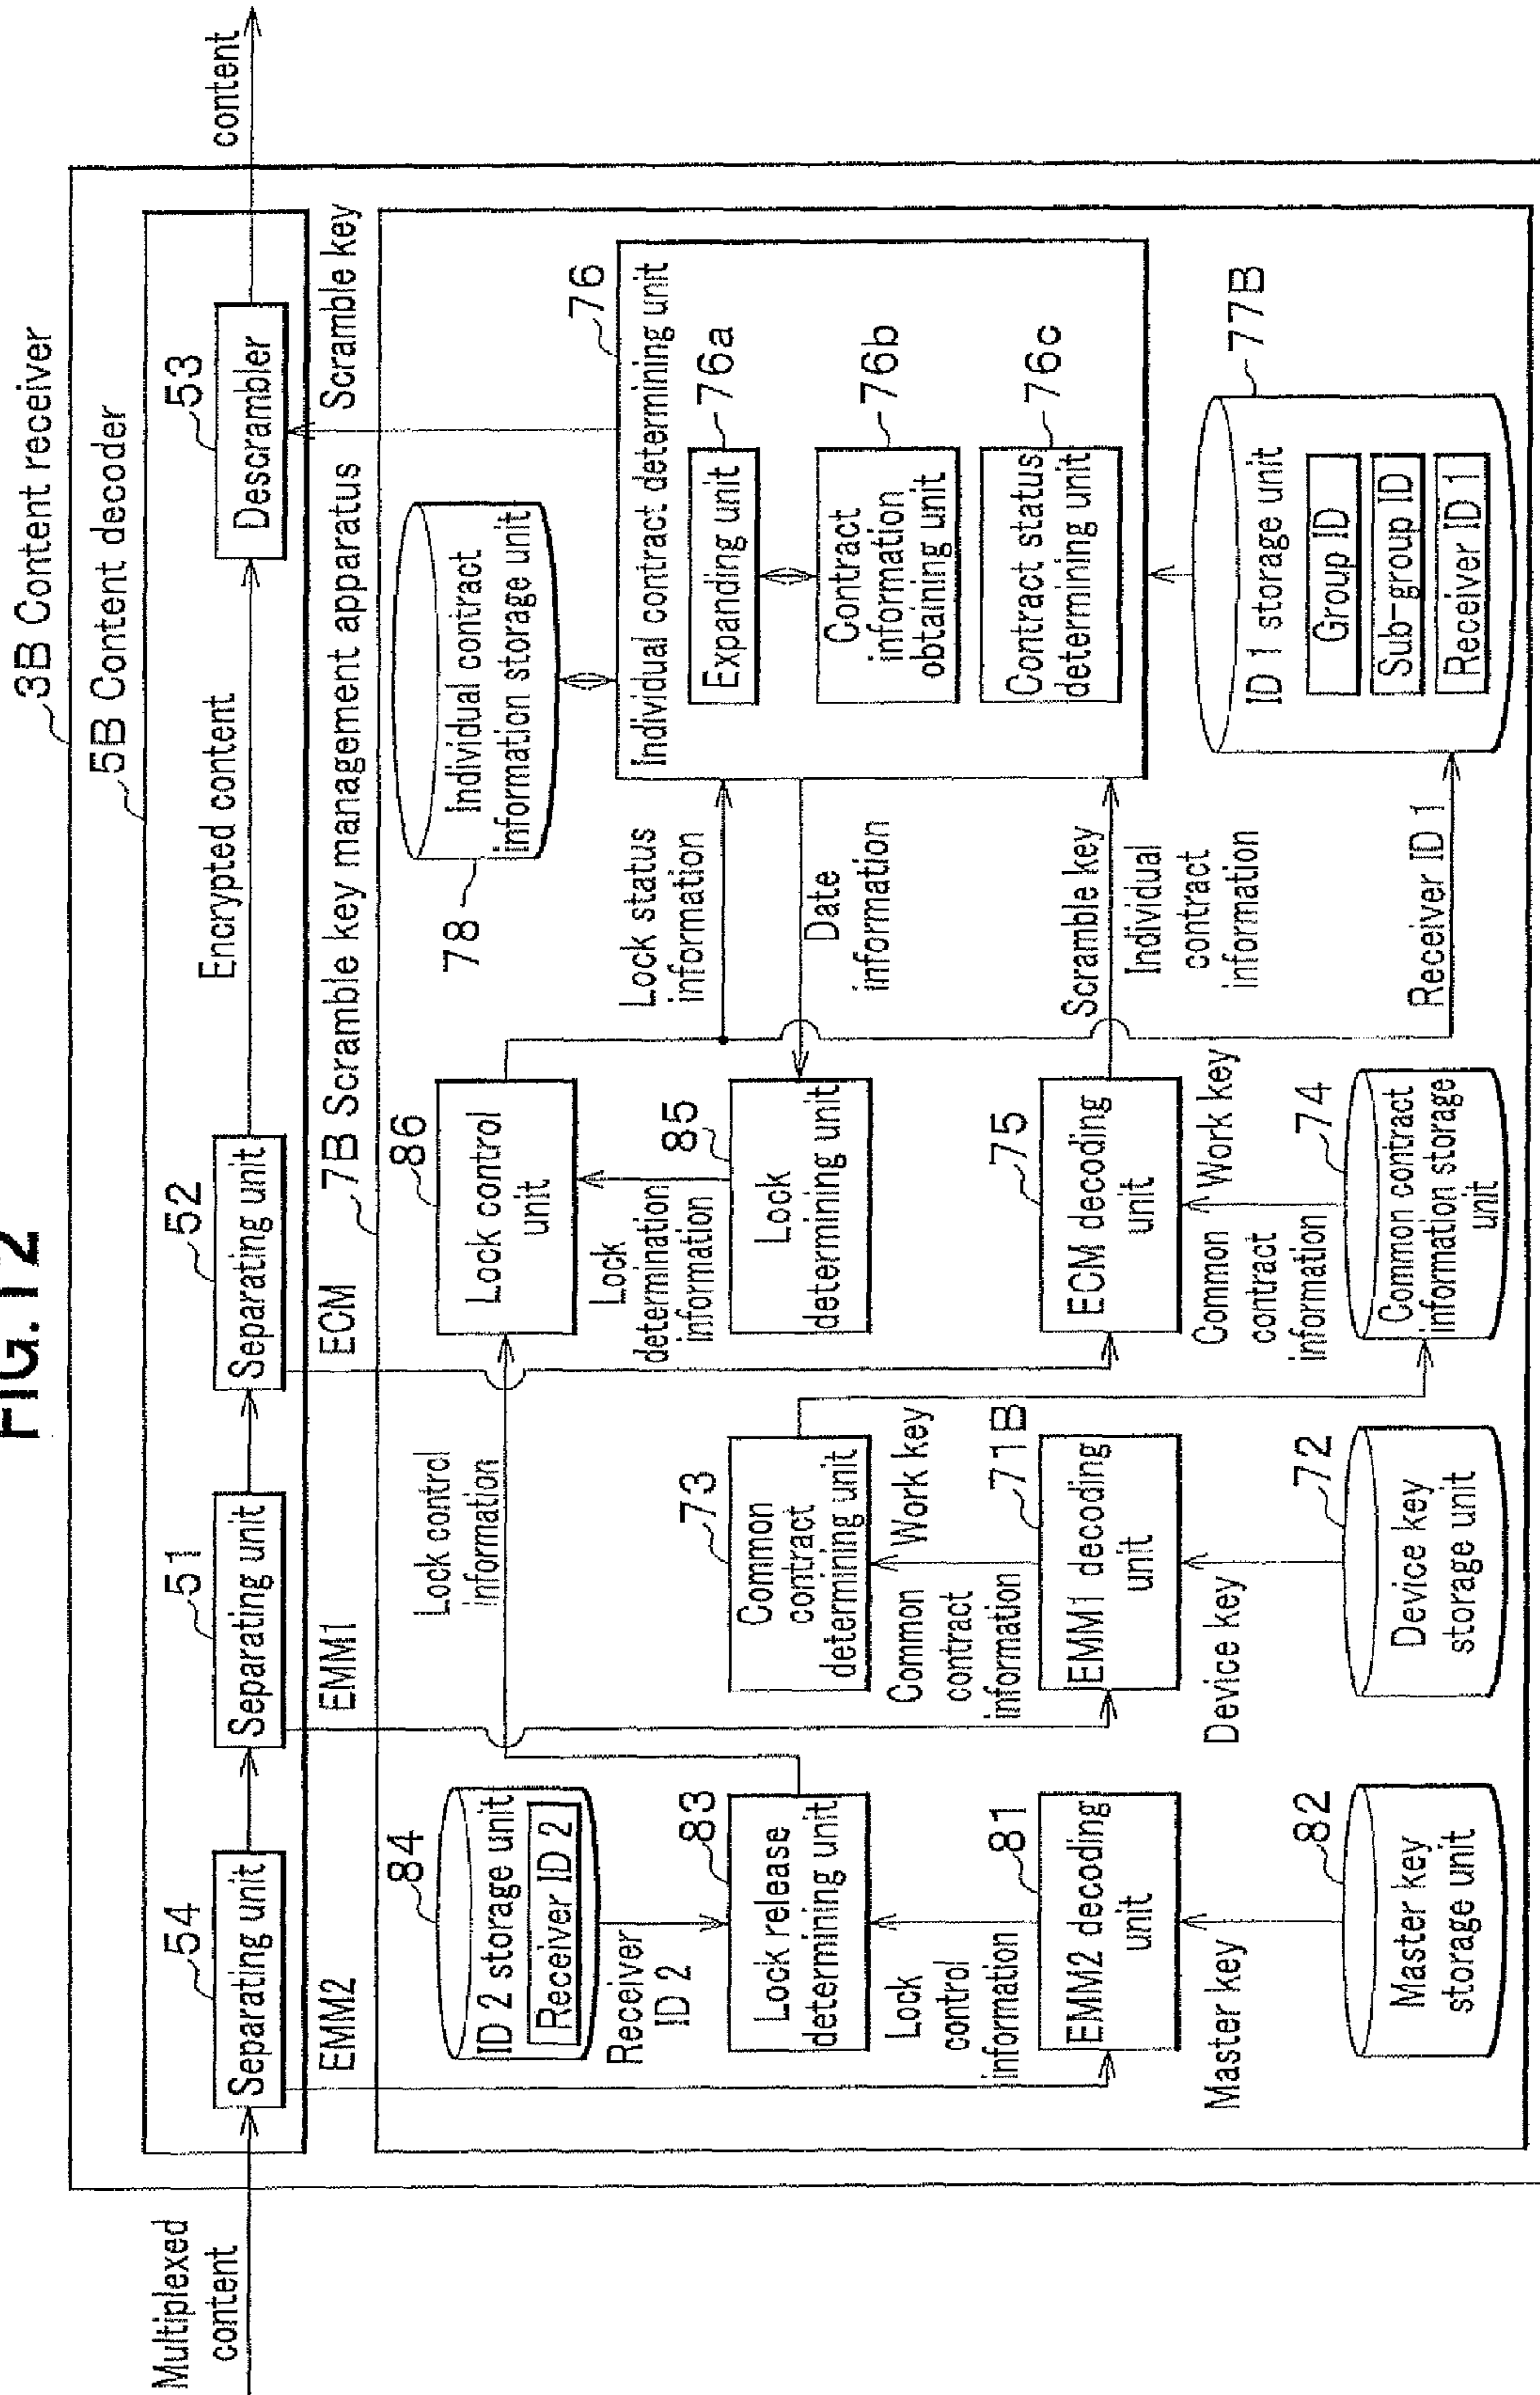 FIG. 12
3B Content receiver
5B Content decoder
Multiplexed
content
54
Separating unit
51
Separating unit
52
Separating unit
Encrypted content
53
Descrambler
content
EMM2
EMM1
ECM
7B Scramble key management apparatus
Scramble key
84
ID 2 storage unit
Receiver ID 2
Receiver
ID 2
83
Lock release
determining unit
Lock
control
information
81
EMM2 decoding
unit
Master key
82
Master key
storage unit
Lock control
information
73
Common
contract
determining unit
Common
contract
information
Work key
71B
EMM1 decoding
unit
Device key
72
Device key
storage unit
86
Lock control
unit
Lock
determination
information
85
Lock
determining unit
75
ECM decoding
unit
Common
contract
information
Work key
74
Common contract
information storage
unit
78
Individual contract
information storage unit
Lock status
information
Date
information
Scramble key
Individual
contract
information
Receiver ID 1
76
Individual contract determining unit
76a
Expanding unit
76b
Contract
information
obtaining unit
76c
Contract status
determining unit
77B
ID 1 storage unit
Group ID
Sub-group ID
Receiver ID 1